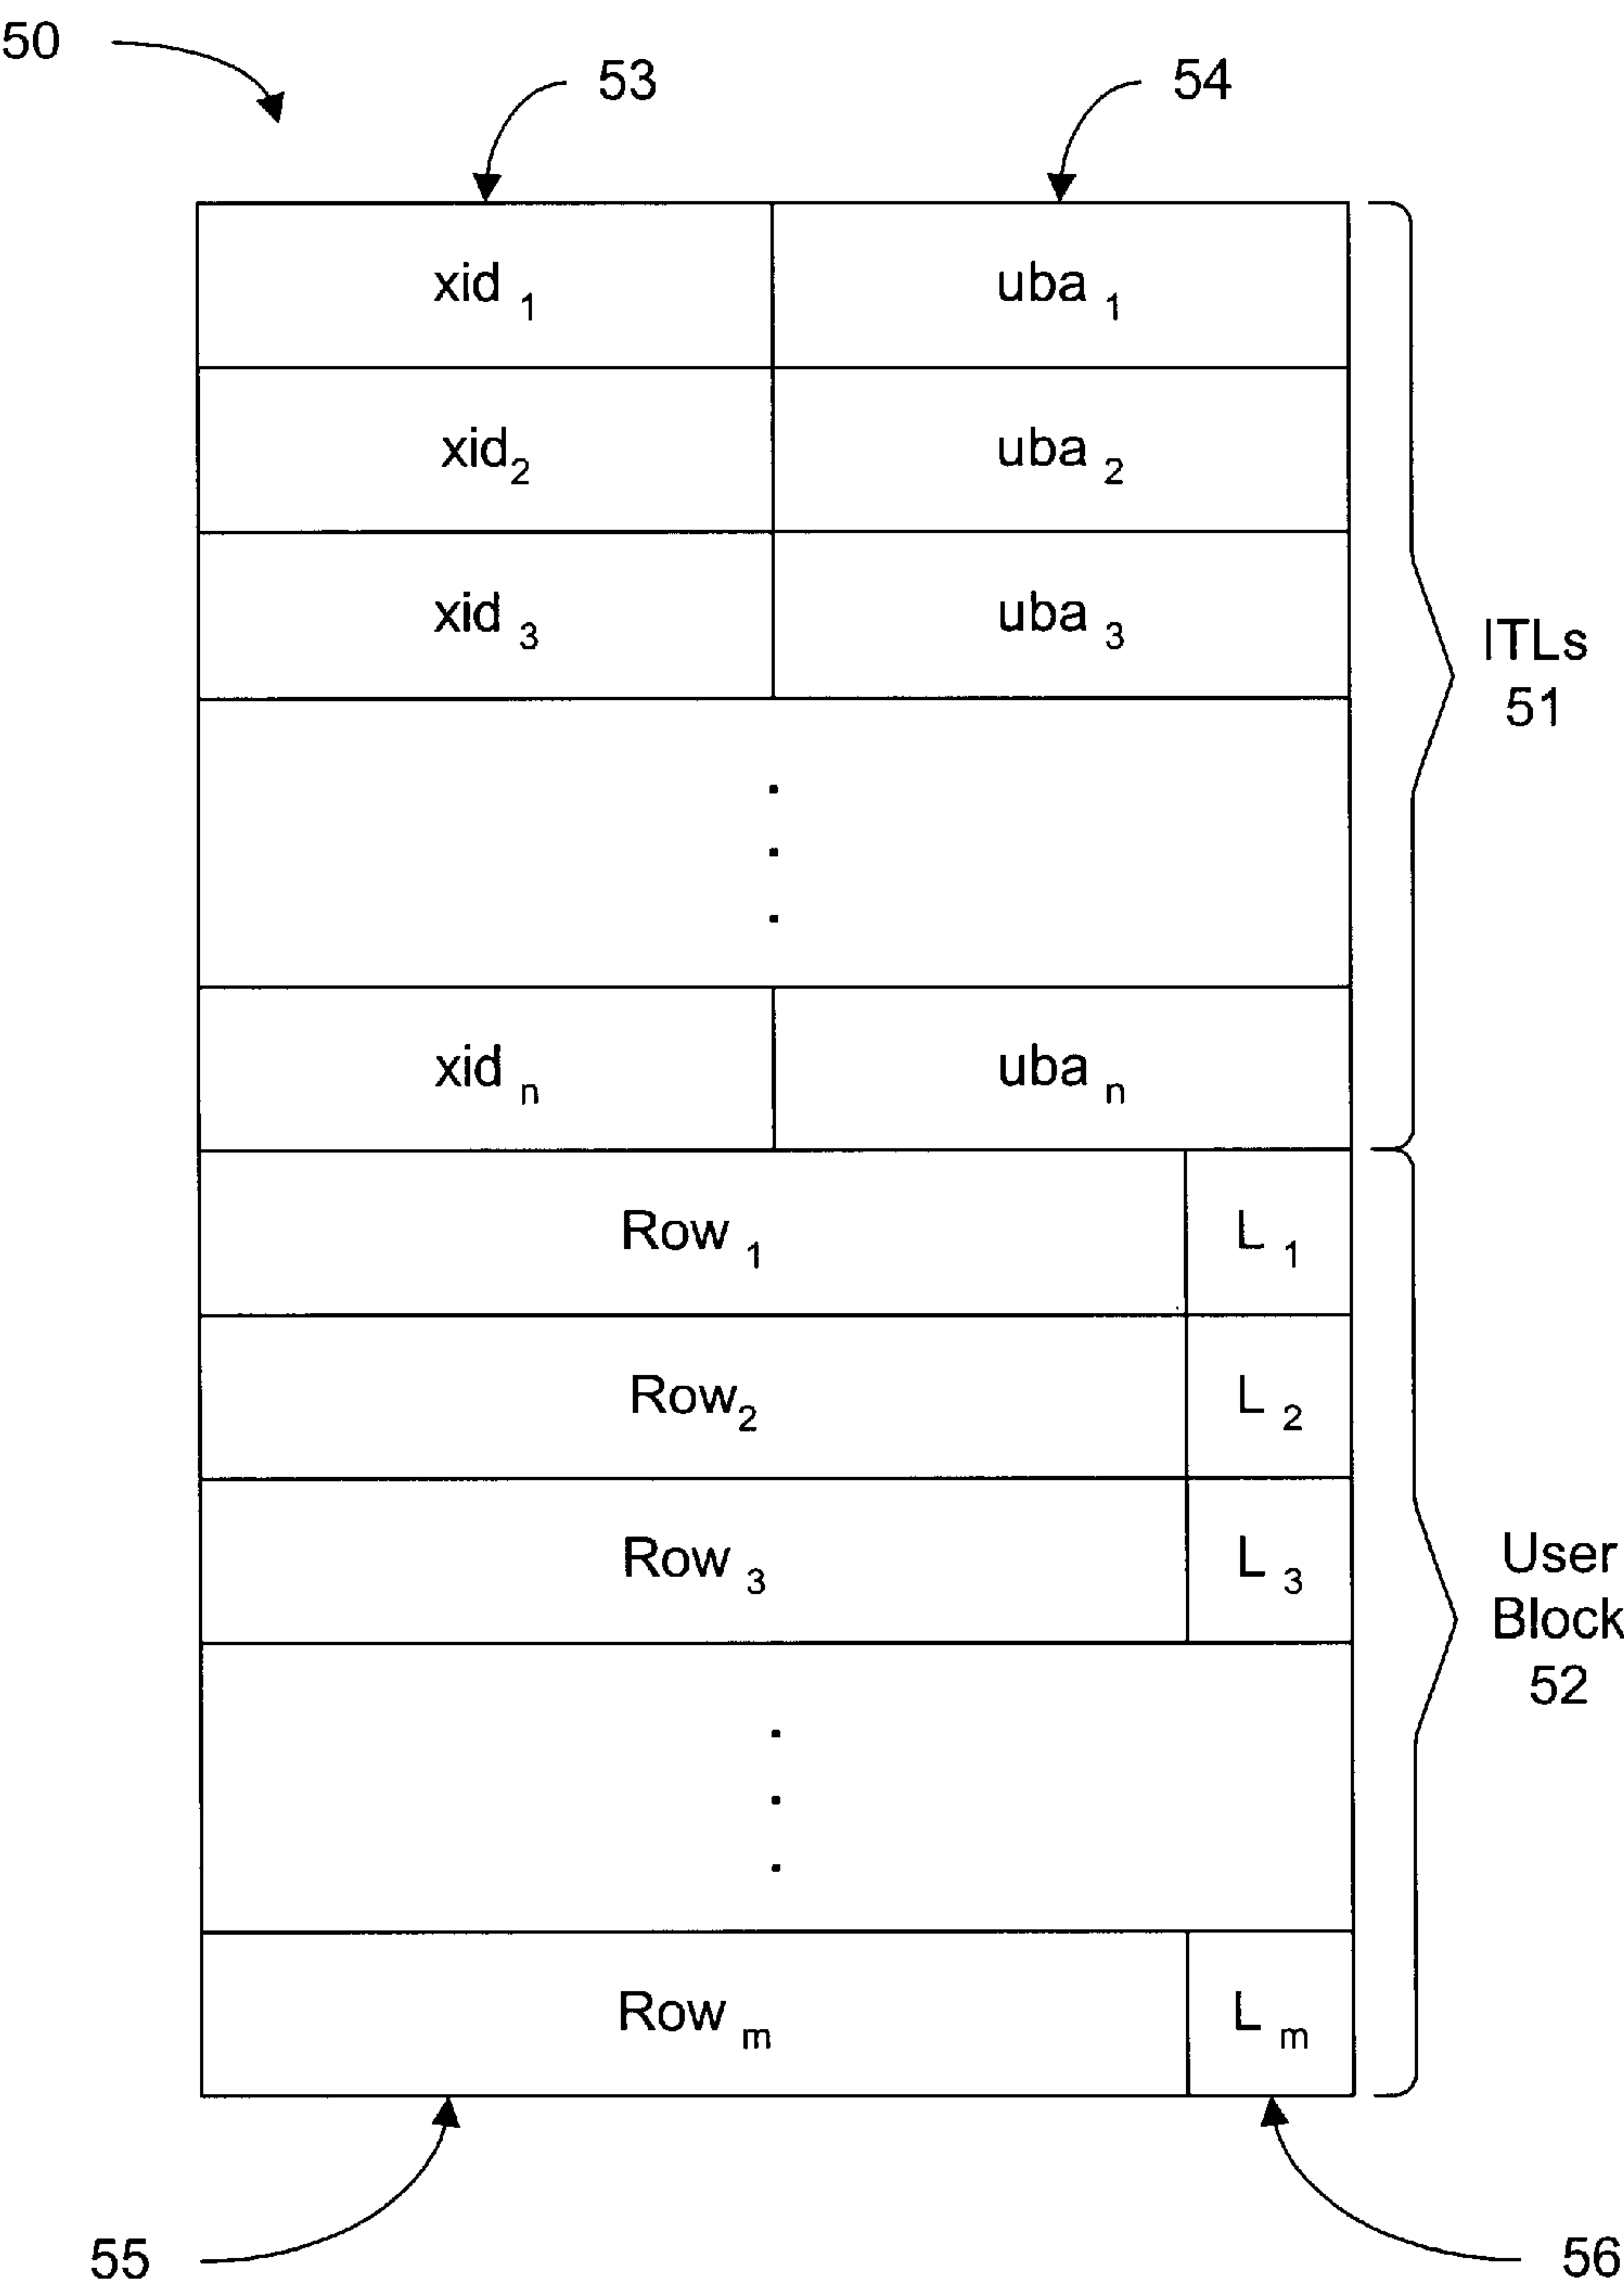 50
53 54
xid 1 uba 1
xid2 uba 2
xid 3 uba 3
ITLs
51
.
.
.
xid n uba n
Row 1 L 1
Row2 L 2
Row 3 L 3
User
Block
52
.
.
.
Row m L m
55 56